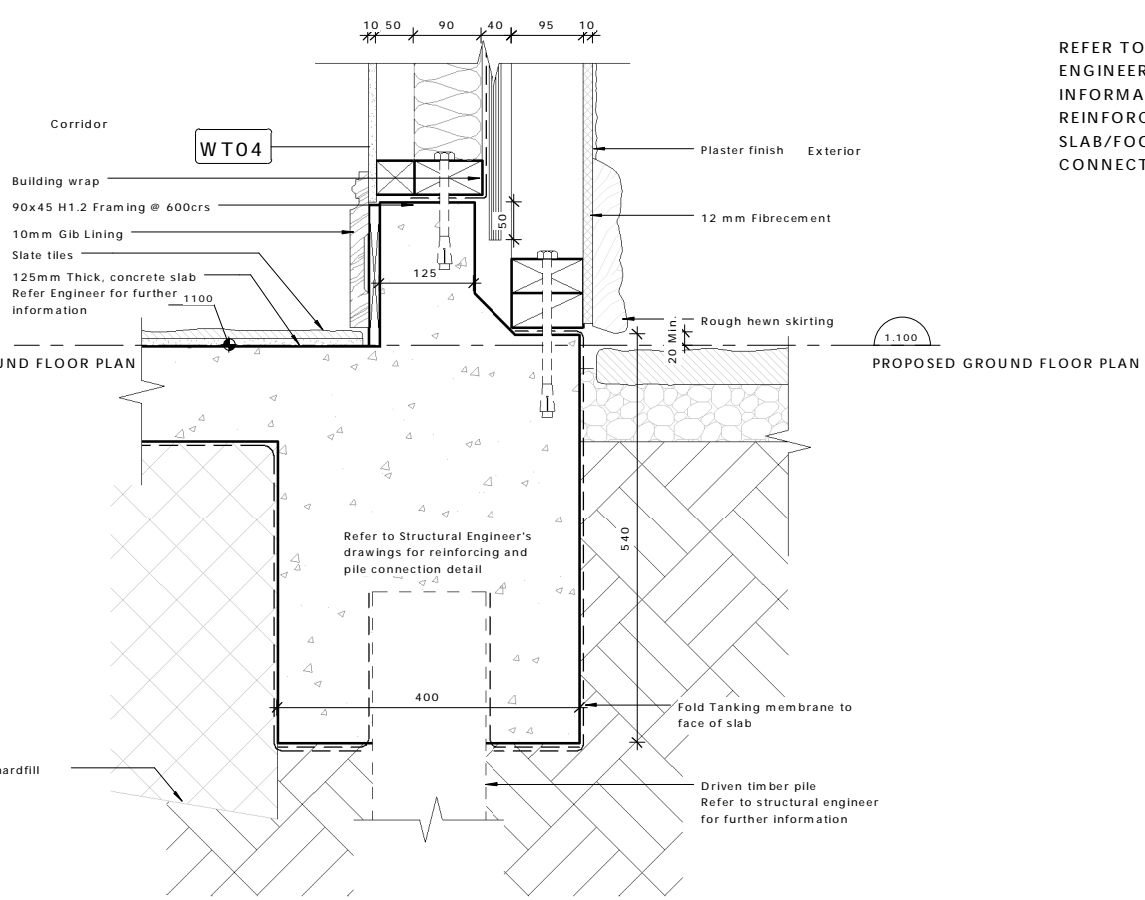 10 50 90 40 95 10
REFER TO
ENGINEER
INFORMA
REINFORC
SLAB/FOO
CONNECT
Corridor
WT04
Plaster finish Exterior
Building wrap
90x45 H1.2 Framing @ 600crs
50
12 mm Fibrecement
10mm Gib Lining
Slate tiles
125mm Thick, concrete slab
Refer Engineer for further
information
1100
125
Rough hewn skirting
20 Min.
1.100
ND FLOOR PLAN
PROPOSED GROUND FLOOR PLAN
540
Refer to Structural Engineer's
drawings for reinforcing and
pile connection detail
400
Fold Tanking membrane to
face of slab
hardfill
Driven timber pile
Refer to structural engineer
for further information